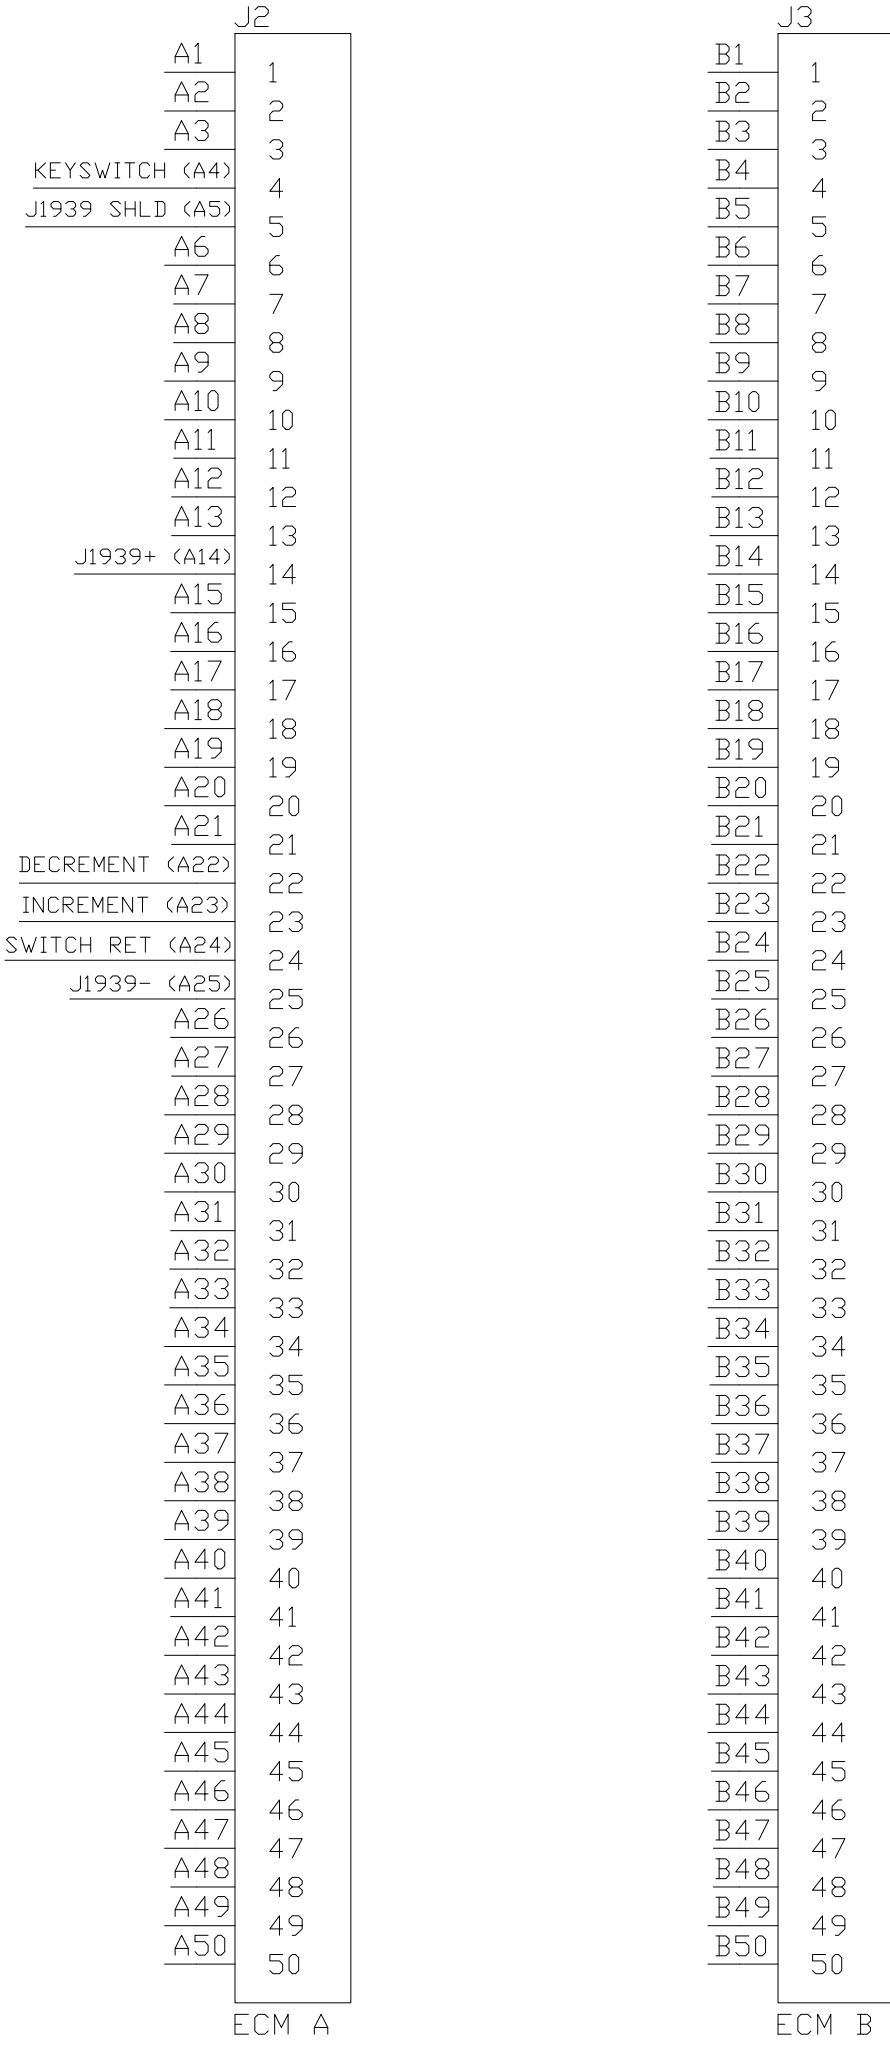 J2
A1
1
A2
2
A3
3
KEYSWITCH (A4)
4
J1939 SHLD (A5)
5
A6
6
A7
7
A8
8
A9
9
A10
10
A11
11
A12
12
A13
13
J1939+ (A14)
14
A15
15
A16
16
A17
17
A18
18
A19
19
A20
20
A21
21
DECREMENT (A22)
22
INCREMENT (A23)
23
SWITCH RET (A24)
24
J1939- (A25)
25
A26
26
A27
27
A28
28
A29
29
A30
30
A31
31
A32
32
A33
33
A34
34
A35
35
A36
36
A37
37
A38
38
A39
39
A40
40
A41
41
A42
42
A43
43
A44
44
A45
45
A46
46
A47
47
A48
48
A49
49
A50
50
ECM A
J3
B1
1
B2
2
B3
3
B4
4
B5
5
B6
6
B7
7
B8
8
B9
9
B10
10
B11
11
B12
12
B13
13
B14
14
B15
15
B16
16
B17
17
B18
18
B19
19
B20
20
B21
21
B22
22
B23
23
B24
24
B25
25
B26
26
B27
27
B28
28
B29
29
B30
30
B31
31
B32
32
B33
33
B34
34
B35
35
B36
36
B37
37
B38
38
B39
39
B40
40
B41
41
B42
42
B43
43
B44
44
B45
45
B46
46
B47
47
B48
48
B49
49
B50
50
ECM B